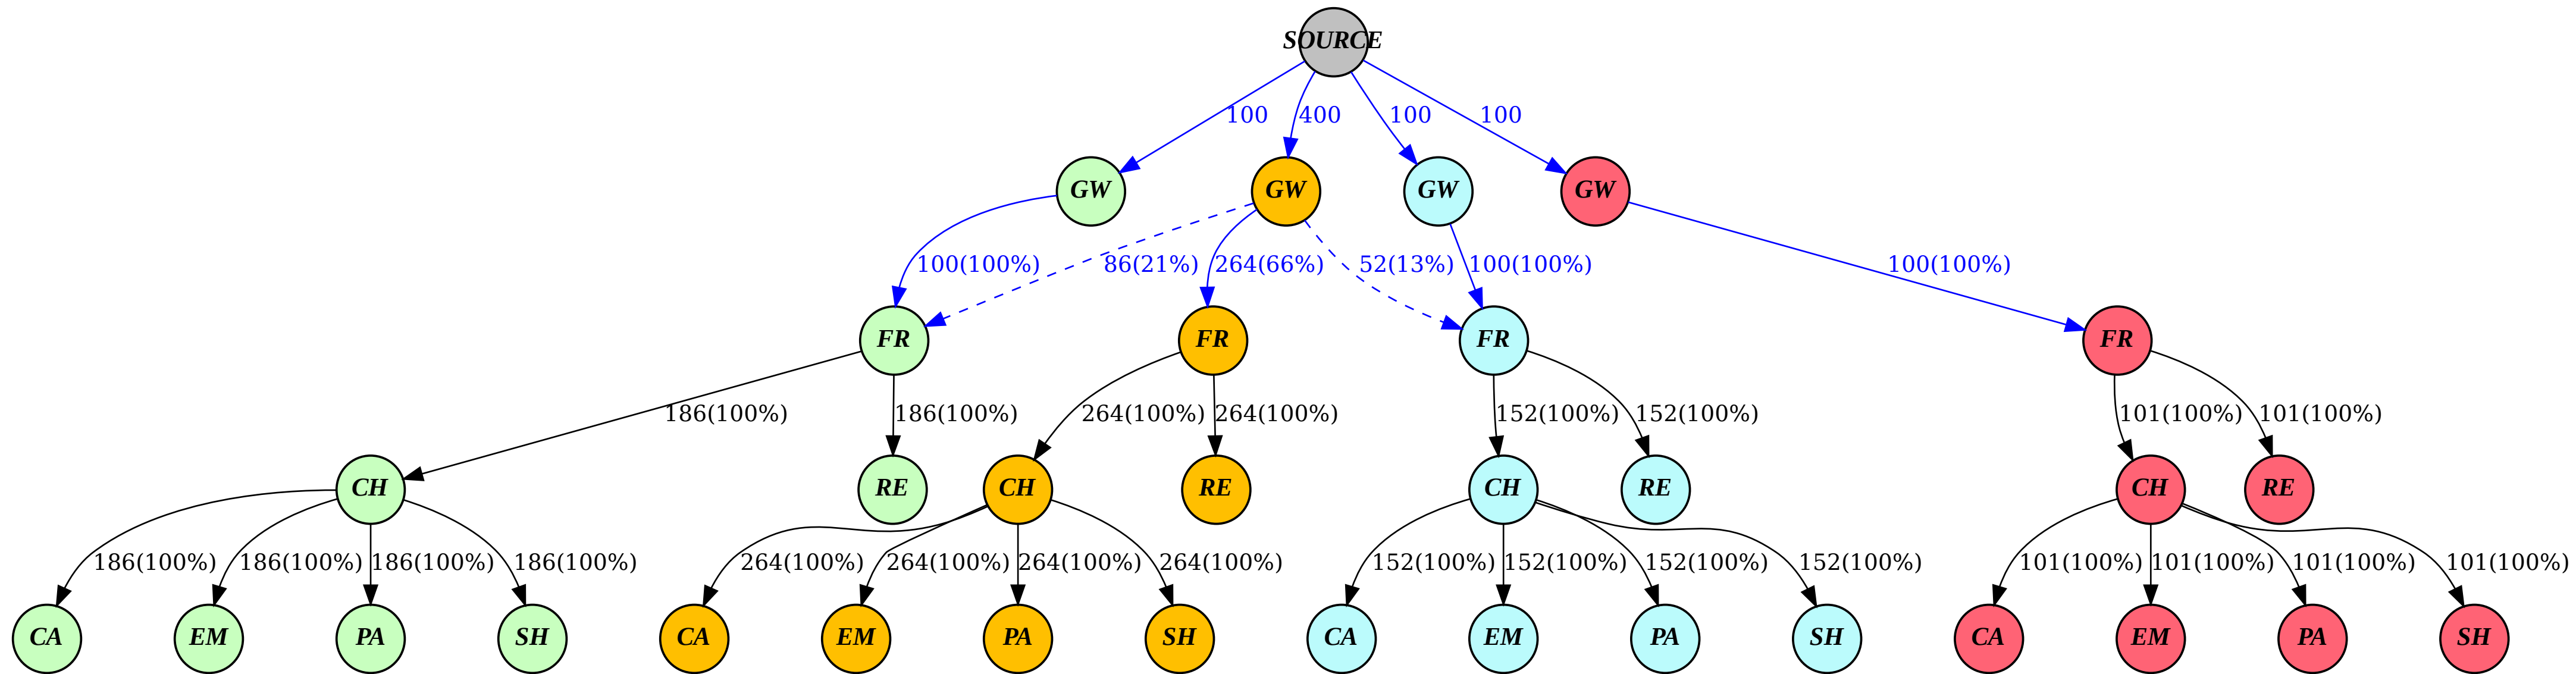 SOURCE
100 400 100 100
GW GW GW GW
100(100%) 86(21%) 264(66%) 52(13%) 100(100%) 100(100%)
FR FR FR FR
186(100%) 186(100%) 264(100%) 264(100%) 152(100%) 152(100%) 101(100%) 101(100%)
CH RE CH RE CH RE CH RE
186(100%) 186(100%) 186(100%) 186(100%) 264(100%) 264(100%) 264(100%) 264(100%) 152(100%) 152(100%) 152(100%) 152(100%) 101(100%) 101(100%) 101(100%) 101(100%)
CA EM PA SH CA EM PA SH CA EM PA SH CA EM PA SH